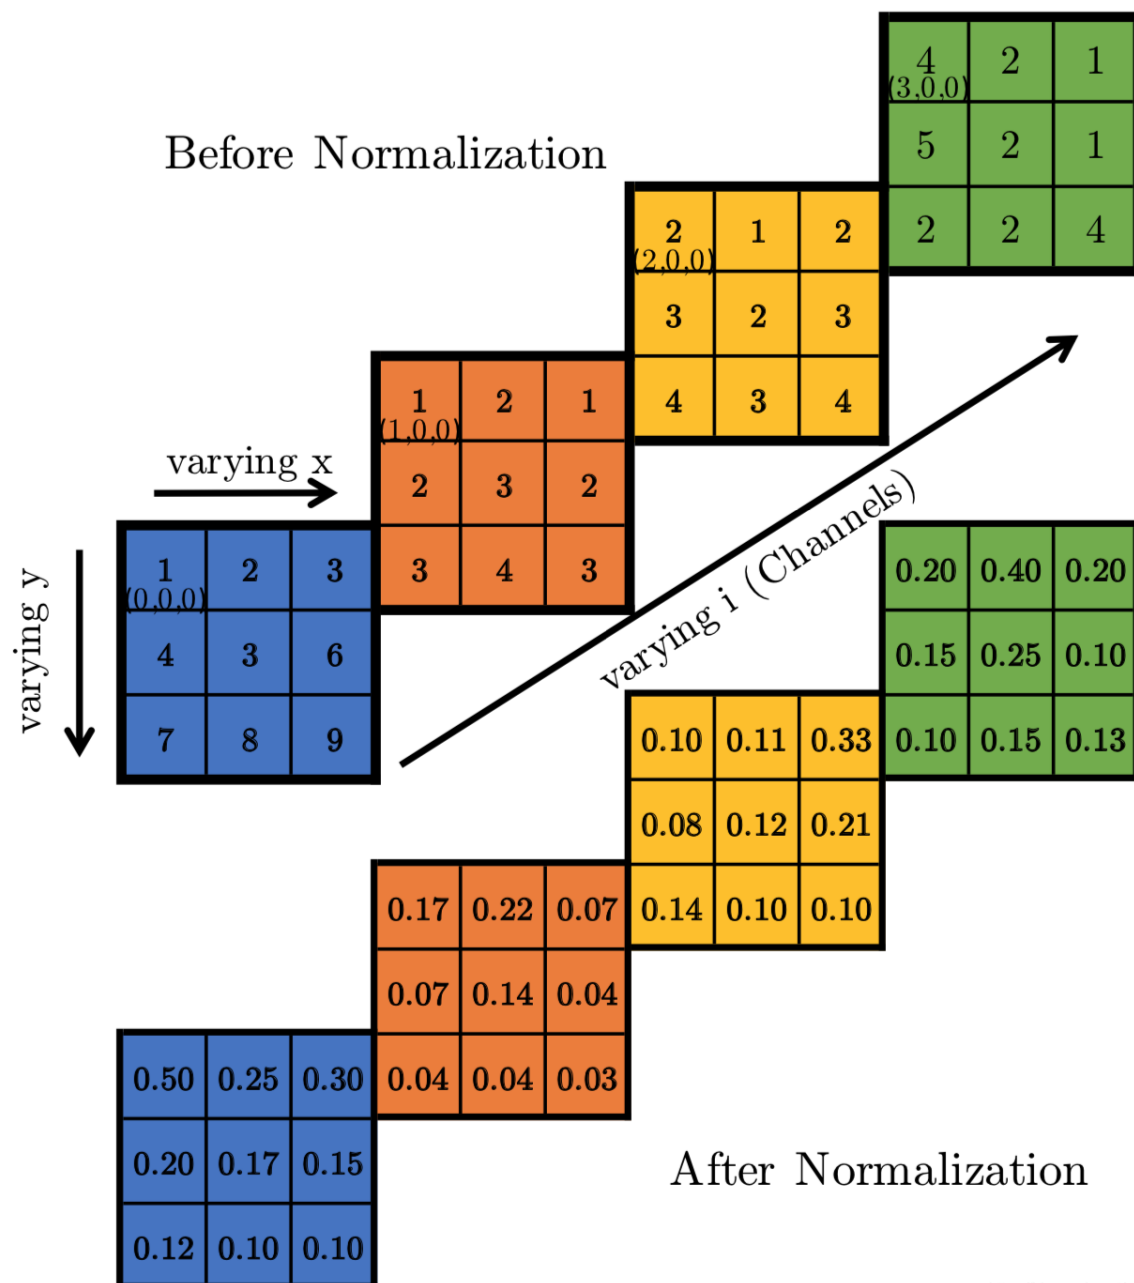 Before Normalization
4 2 1
(3,0,0)
5 2 1
2 2 4
2 1 2
(2,0,0)
3 2 3
4 3 4
1 2 1
(1,0,0)
2 3 2
3 4 3
varying x
varying y
1 2 3
(0,0,0)
4 3 6
7 8 9
varying i (Channels)
0.20 0.40 0.20
0.15 0.25 0.10
0.10 0.15 0.13
0.10 0.11 0.33
0.08 0.12 0.21
0.14 0.10 0.10
0.17 0.22 0.07
0.07 0.14 0.04
0.04 0.04 0.03
0.50 0.25 0.30
0.20 0.17 0.15
0.12 0.10 0.10
After Normalization